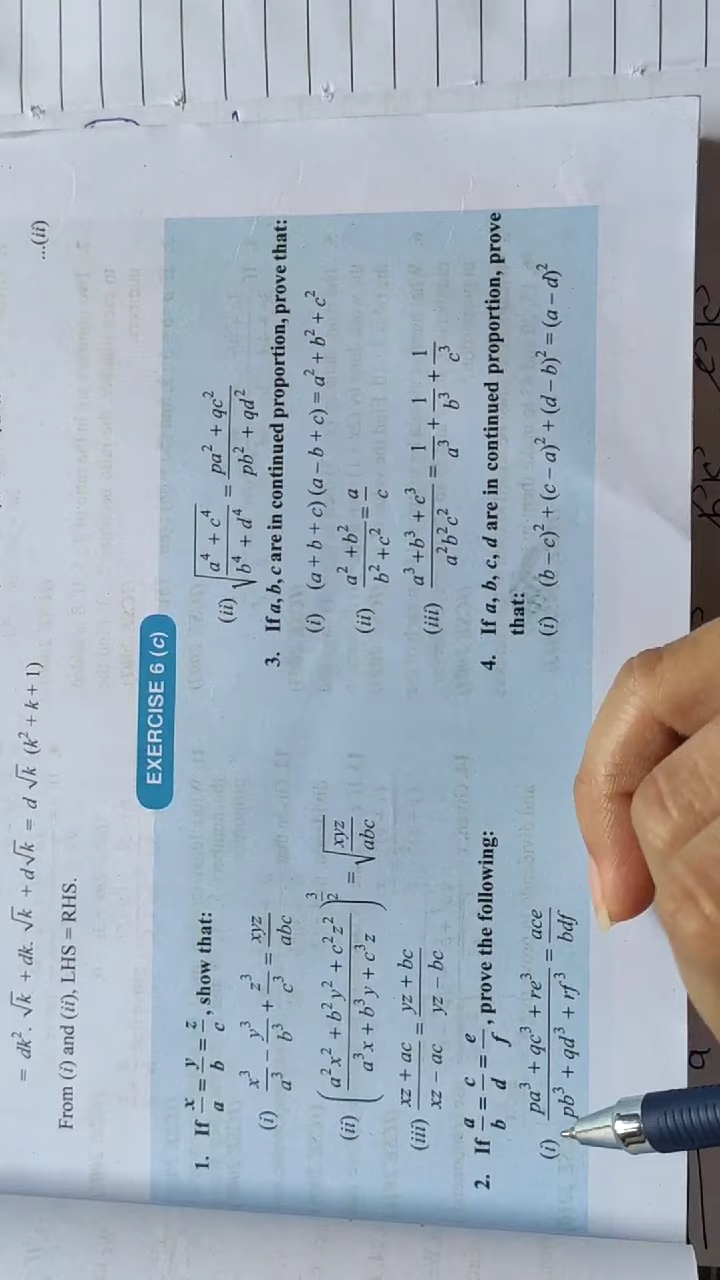 = dk². √k + dk. √k + d√k = d √k (k² + k + 1) ...(ii)
From (i) and (ii), LHS = RHS.
EXERCISE 6 (c)
1. If x/a = y/b = z/c, show that:
(i) x³/a³ − y³/b³ + z³/c³ = xyz/abc
(ii) ((a²x² + b²y² + c²z²)/(a³x + b³y + c³z))^(3/2) = √(xyz/abc)
(iii) (xz + ac)/(xz − ac) = (yz + bc)/(yz − bc)
2. If a/b = c/d = e/f, prove the following:
(i) (pa³ + qc³ + re³)/(pb³ + qd³ + rf³) = ace/bdf
(ii) √((a⁴ + c⁴)/(b⁴ + d⁴)) = (pa² + qc²)/(pb² + qd²)
3. If a, b, c are in continued proportion, prove that:
(i) (a + b + c) (a − b + c) = a² + b² + c²
(ii) (a² + b²)/(b² + c²) = a/c
(iii) (a³ + b³ + c³)/(a²b²c²) = 1/a³ + 1/b³ + 1/c³
4. If a, b, c, d are in continued proportion, prove
that:
(i) (b − c)² + (c − a)² + (d − b)² = (a − d)²